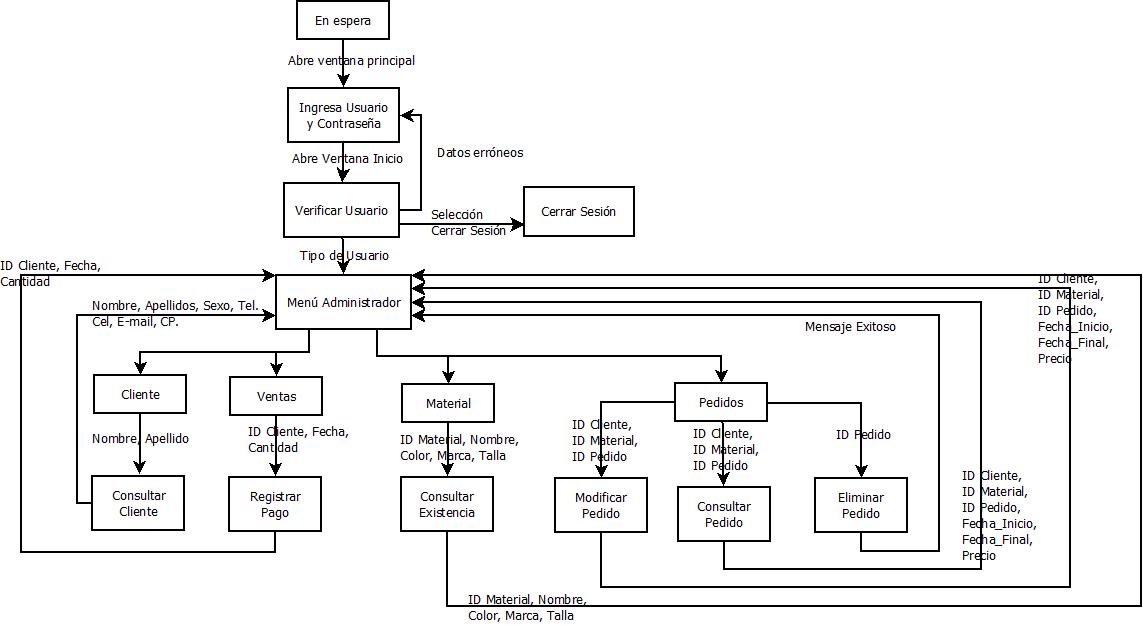 En espera
Abre ventana principal
Ingresa Usuario
y Contraseña
Datos erróneos
Abre Ventana Inicio
Verificar Usuario
Selección
Cerrar Sesión
Cerrar Sesión
Tipo de Usuario
ID Cliente, Fecha,
Cantidad
Menú Administrador
Nombre, Apellidos, Sexo, Tel.
Cel, E-mail, CP.
ID Cliente,
ID Material,
ID Pedido,
Fecha_Inicio,
Fecha_Final,
Precio
Mensaje Exitoso
Cliente
Ventas
Material
Pedidos
Nombre, Apellido
ID Cliente, Fecha,
Cantidad
ID Material, Nombre,
Color, Marca, Talla
ID Cliente,
ID Material,
ID Pedido
ID Cliente,
ID Material,
ID Pedido
ID Pedido
Consultar
Cliente
Registrar
Pago
Consultar
Existencia
Modificar
Pedido
Consultar
Pedido
Eliminar
Pedido
ID Cliente,
ID Material,
ID Pedido,
Fecha_Inicio,
Fecha_Final,
Precio
ID Material, Nombre,
Color, Marca, Talla